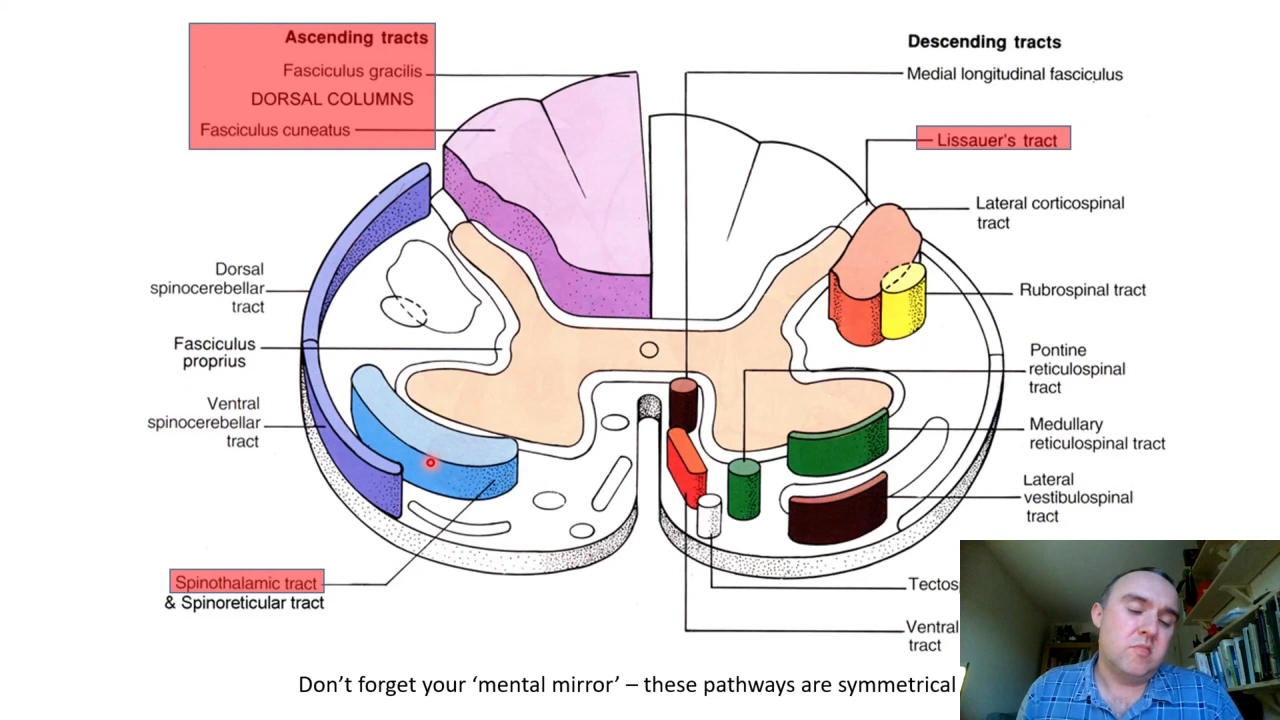 Ascending tracts
Fasciculus gracilis
DORSAL COLUMNS
Fasciculus cuneatus
Dorsal
spinocerebellar
tract
Fasciculus
proprius
Ventral
spinocerebellar
tract
Spinothalamic tract
& Spinoreticular tract
Descending tracts
Medial longitudinal fasciculus
Lissauer's tract
Lateral corticospinal
tract
Rubrospinal tract
Pontine
reticulospinal
tract
Medullary
reticulospinal tract
Lateral
vestibulospinal
tract
Ventral
tract
Don't forget your ‘mental mirror’ – these pathways are symmetrical